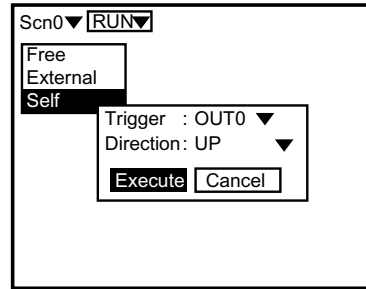 Scn0▼ RUN▼
Free
External
Self
Trigger : OUT0 ▼
Direction: UP ▼
Execute Cancel